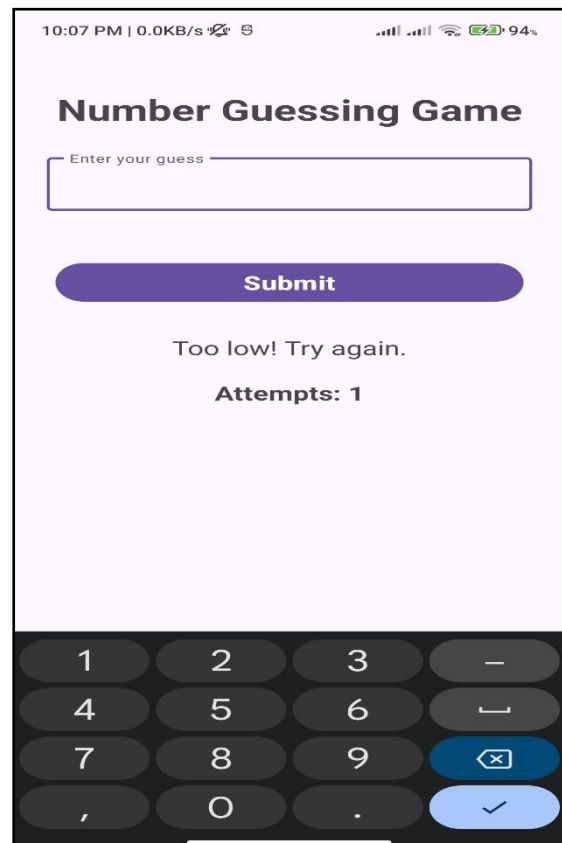 10:07 PM | 0.0KB/s 94%
Number Guessing Game
Enter your guess
Submit
Too low! Try again.
Attempts: 1
1 2 3 –
4 5 6
7 8 9
, 0 .